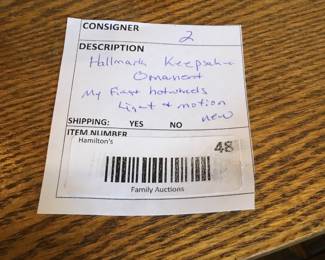 CONSIGNER
2
DESCRIPTION
Hallmark Keepsake
Ornament
My First hotwheels
Light & motion
new
SHIPPING: YES NO
ITEM NUMBER
Hamilton's
48
Family Auctions